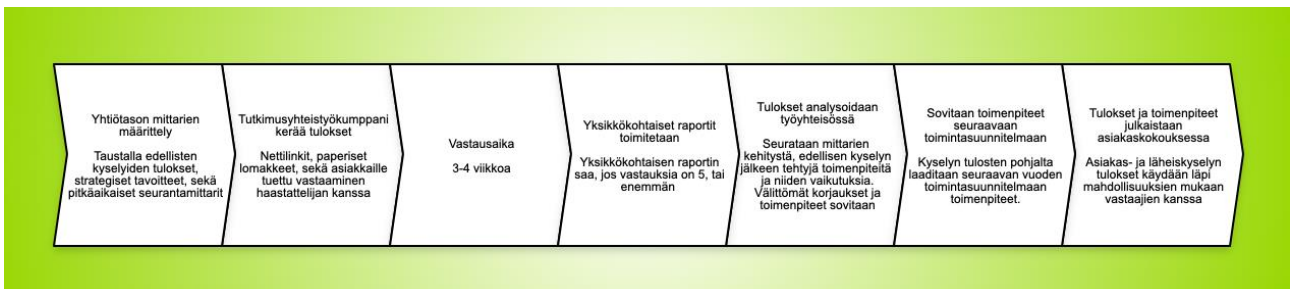 Yhtiötason mittarien
määrittely
Taustalla edellisten
kyselyiden tulokset,
strategiset tavoitteet, sekä
pitkäaikaiset seurantamittarit
Tutkimusyhteistyökumppani
kerää tulokset
Nettilinkit, paperiset
lomakkeet, sekä asiakkaille
tuettu vastaaminen
haastattelijan kanssa
Vastausaika
3-4 viikkoa
Yksikkökohtaiset raportit
toimitetaan
Yksikkökohtaisen raportin
saa, jos vastauksia on 5, tai
enemmän
Tulokset analysoidaan
työyhteisössä
Seurataan mittarien
kehitystä, edellisen kyselyn
jälkeen tehtyjä toimenpiteitä
ja niiden vaikutuksia.
Välittömät korjaukset ja
toimenpiteet sovitaan
Sovitaan toimenpiteet
seuraavaan
toimintasuunnitelmaan
Kyselyn tulosten pohjalta
laaditaan seuraavan vuoden
toimintasuunnitelmaan
toimenpiteet.
Tulokset ja toimenpiteet
julkaistaan
asiakaskokouksessa
Asiakas- ja läheiskyselyn
tulokset käydään läpi
mahdollisuuksien mukaan
vastaajien kanssa